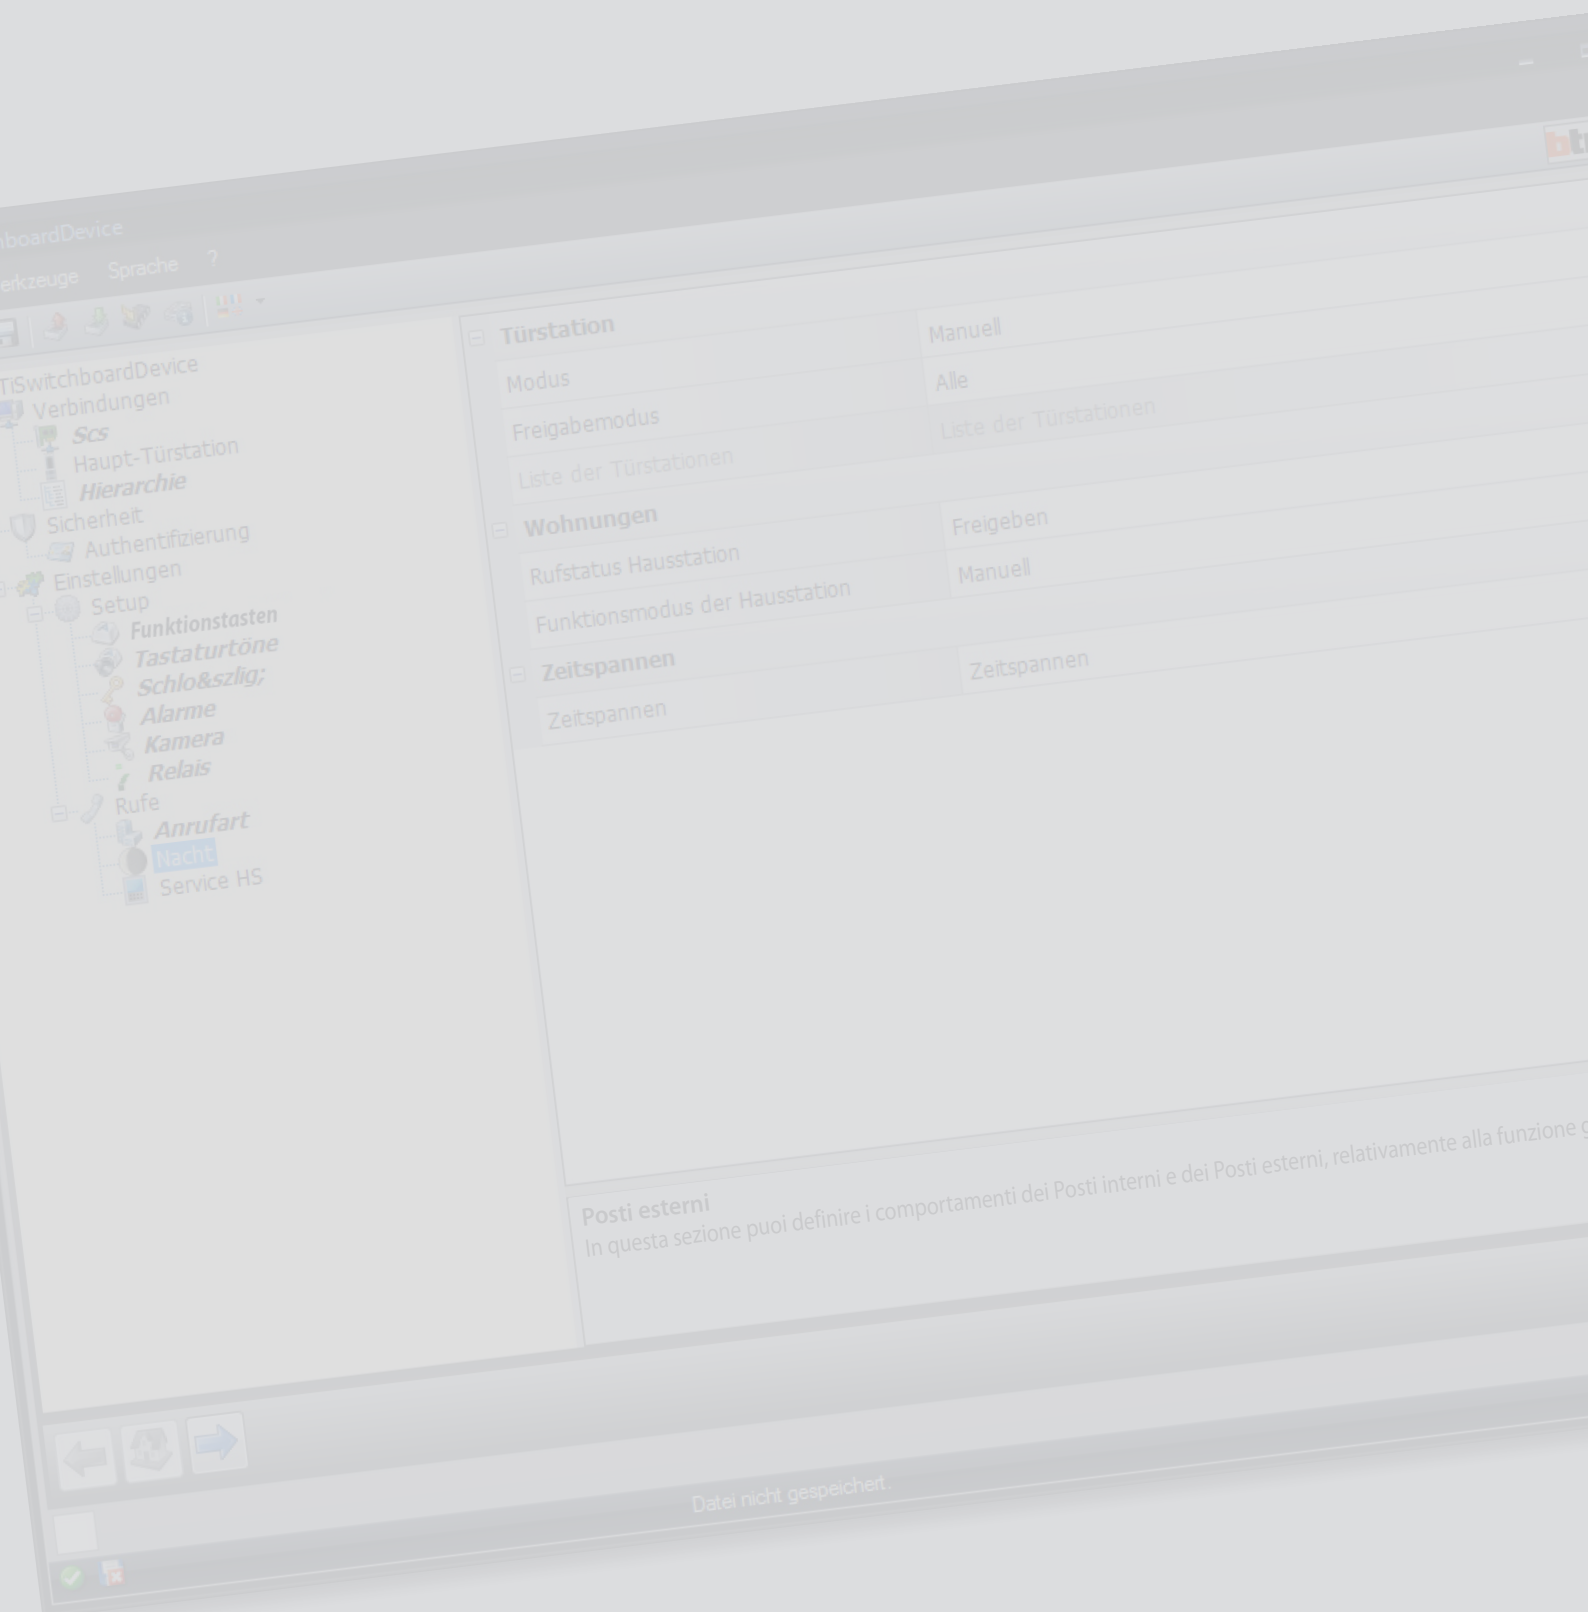 hboardDevice
erkzeuge Sprache ?
bt
TiSwitchboardDevice
Verbindungen
Scs
Haupt-Türstation
Hierarchie
Sicherheit
Authentifizierung
Einstellungen
Setup
Funktionstasten
Tastaturtöne
Schlo&szlig;
Alarme
Kamera
Relais
Rufe
Anrufart
Nacht
Service HS
Türstation
Modus Manuell
Freigabemodus Alle
Liste der Türstationen Liste der Türstationen
Wohnungen
Rufstatus Hausstation Freigeben
Funktionsmodus der Hausstation Manuell
Zeitspannen
Zeitspannen Zeitspannen
Posti esterni
In questa sezione puoi definire i comportamenti dei Posti interni e dei Posti esterni, relativamente alla funzione g
Datei nicht gespeichert.